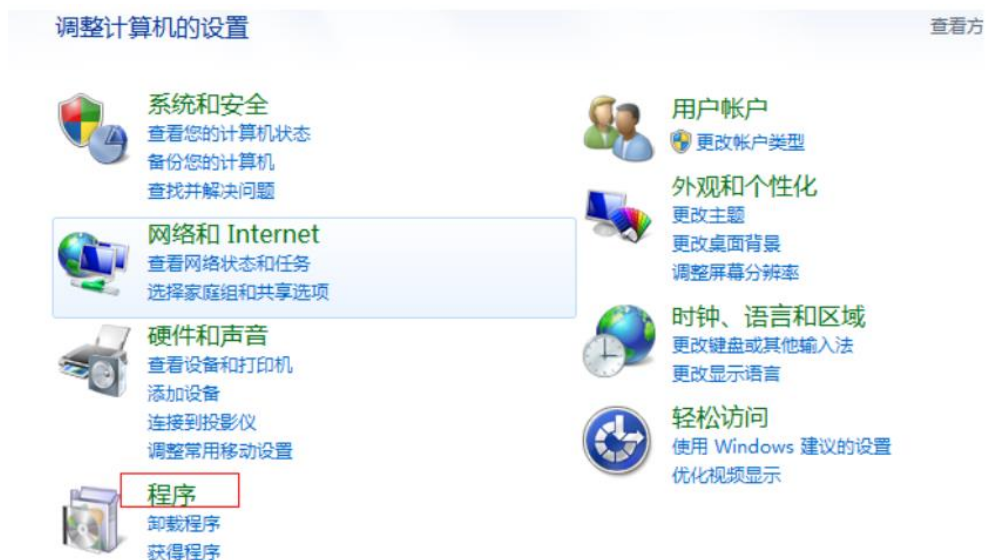 调整计算机的设置
查看方
系统和安全
查看您的计算机状态
备份您的计算机
查找并解决问题
网络和 Internet
查看网络状态和任务
选择家庭组和共享选项
硬件和声音
查看设备和打印机
添加设备
连接到投影仪
调整常用移动设置
程序
卸载程序
获得程序
用户帐户
更改帐户类型
外观和个性化
更改主题
更改桌面背景
调整屏幕分辨率
时钟、语言和区域
更改键盘或其他输入法
更改显示语言
轻松访问
使用 Windows 建议的设置
优化视频显示